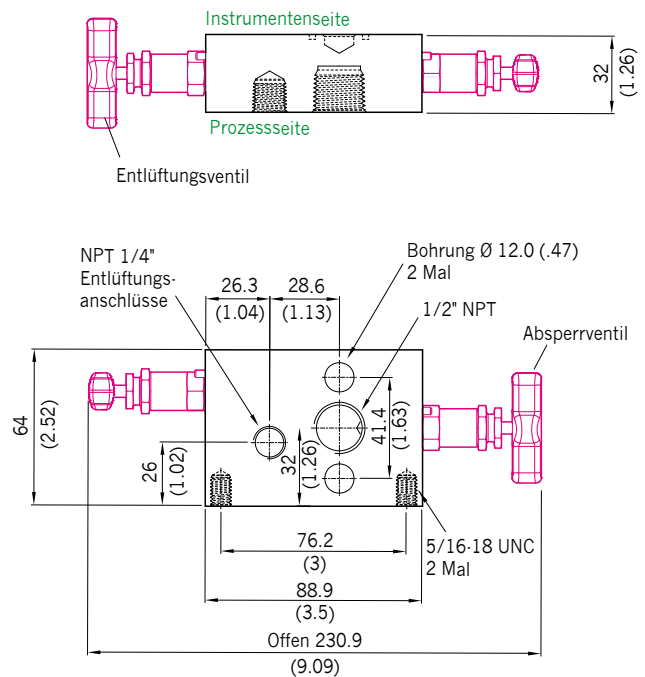 Instrumentenseite
32
(1.26)
Prozessseite
Entlüftungsventil
NPT 1/4"
Entlüftungs-
anschlüsse
26.3
(1.04)
28.6
(1.13)
Bohrung Ø 12.0 (.47)
2 Mal
1/2" NPT
Absperrventil
64
(2.52)
26
(1.02)
32
(1.26)
41.4
(1.63)
76.2
(3)
5/16-18 UNC
2 Mal
88.9
(3.5)
Offen 230.9
(9.09)